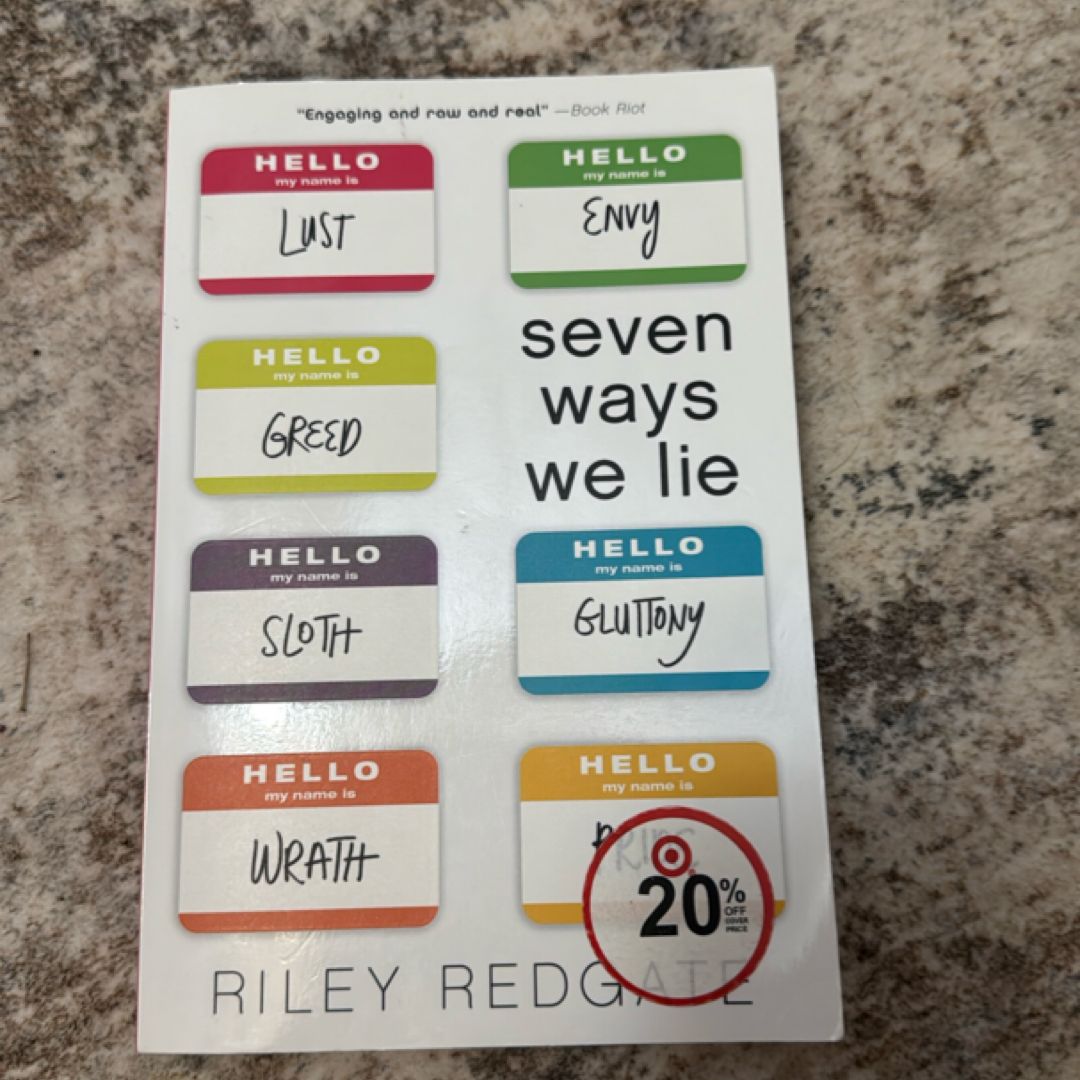 "Engaging and raw and real" —Book Riot
HELLO
my name is
LUST
HELLO
my name is
ENVY
seven
ways
we lie
HELLO
my name is
GREED
HELLO
my name is
SLOTH
HELLO
my name is
GLUTTONY
HELLO
my name is
WRATH
HELLO
my name is
PRIDE
20%
OFF
COVER
PRICE
RILEY REDGATE